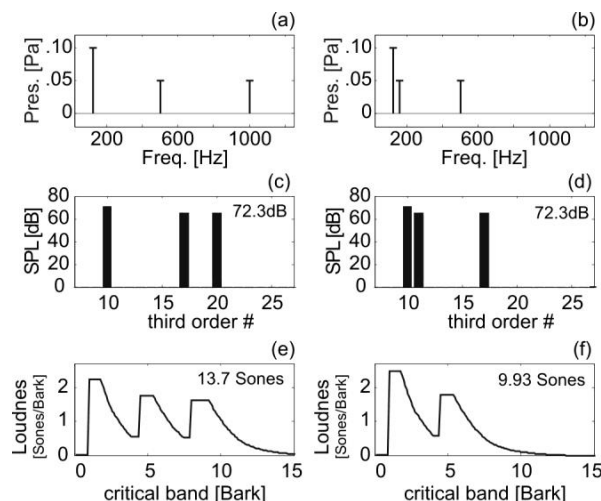 (a)
Pres. [Pa]
.10
.05
0
200 600 1000
Freq. [Hz]
(b)
Pres. [Pa]
.10
.05
0
200 600 1000
Freq. [Hz]
(c)
72.3dB
SPL[dB]
80
60
40
20
0
10 15 20 25
third order #
(d)
72.3dB
SPL[dB]
80
60
40
20
0
10 15 20 25
third order #
(e)
13.7 Sones
Loudnes
[Sones/Bark]
2
1
0
0 5 10 15
critical band [Bark]
(f)
9.93 Sones
Loudnes
[Sones/Bark]
2
1
0
0 5 10 15
critical band [Bark]